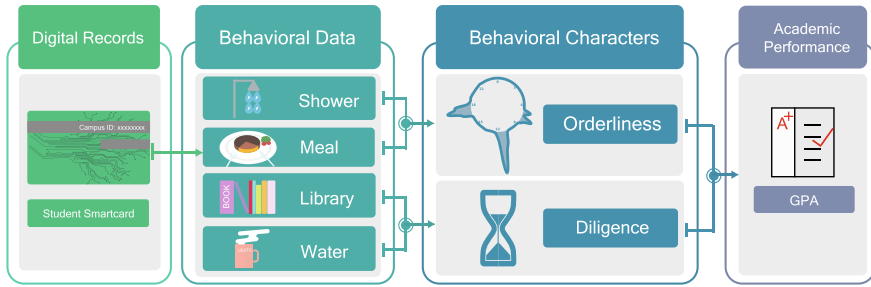 Digital Records
Campus ID: xxxxxxxx
Student Smartcard
Behavioral Data
Shower
Meal
BOOK
Library
Water
Behavioral Characters
Orderliness
Diligence
Academic
Performance
A+
GPA